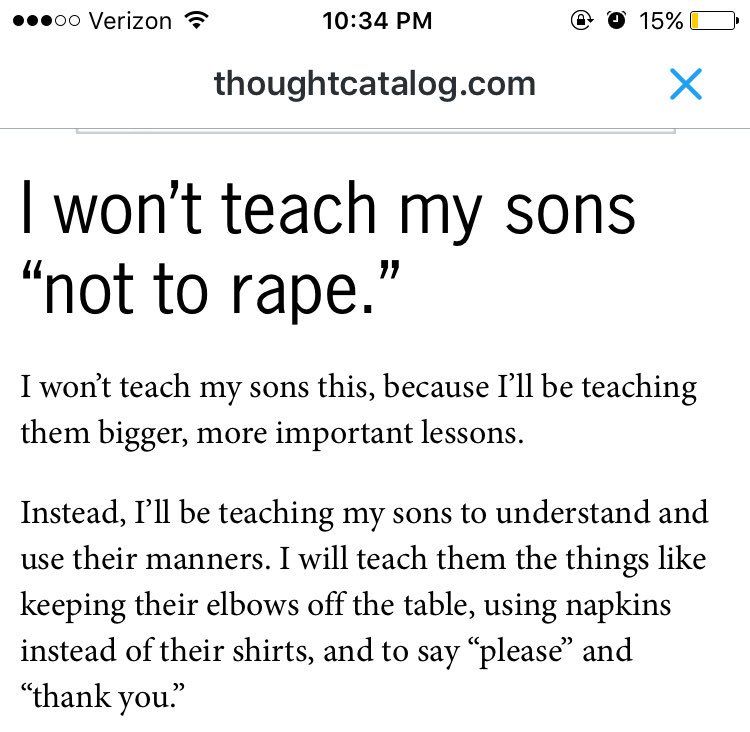 Verizon 10:34 PM 15%
thoughtcatalog.com
I won’t teach my sons
“not to rape.”
I won’t teach my sons this, because I’ll be teaching
them bigger, more important lessons.
Instead, I’ll be teaching my sons to understand and
use their manners. I will teach them the things like
keeping their elbows off the table, using napkins
instead of their shirts, and to say “please” and
“thank you.”